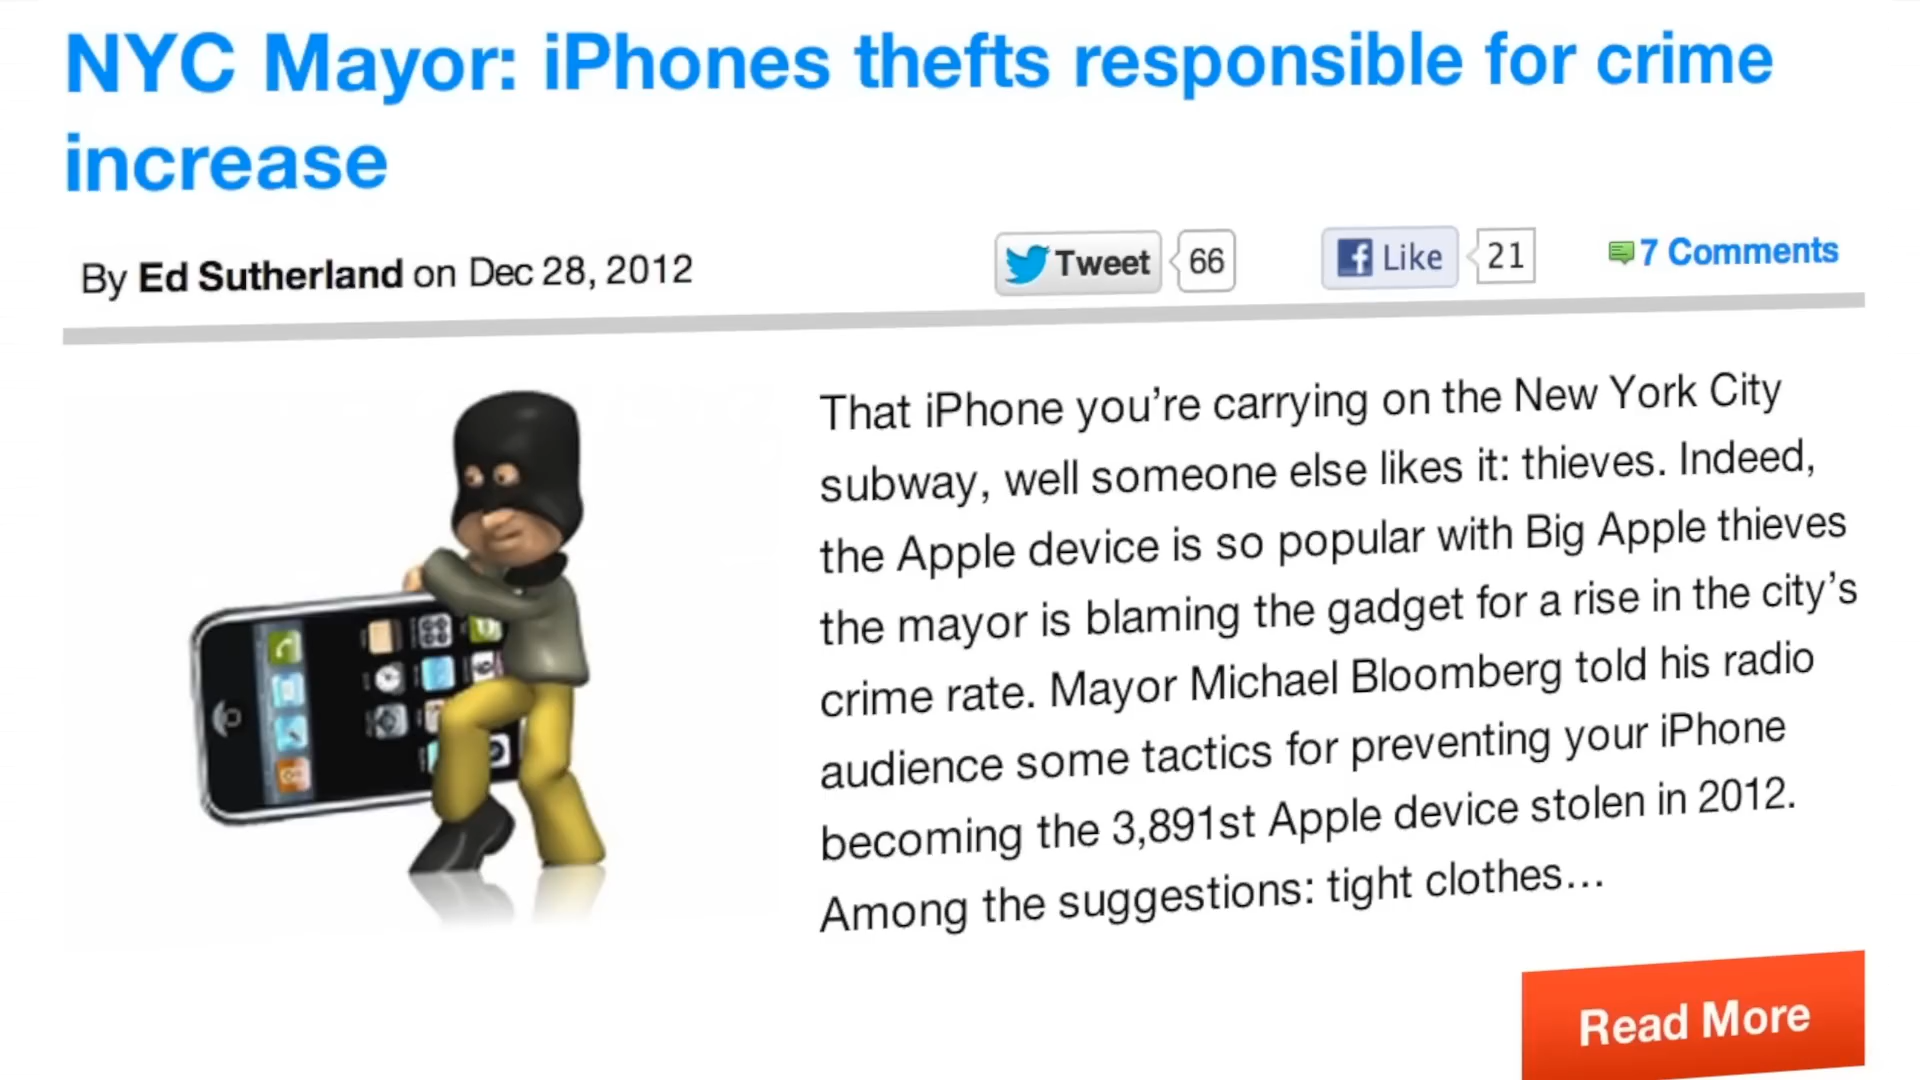 NYC Mayor: iPhones thefts responsible for crime
increase
By Ed Sutherland on Dec 28, 2012
Tweet 66
Like 21
7 Comments
That iPhone you’re carrying on the New York City
subway, well someone else likes it: thieves. Indeed,
the Apple device is so popular with Big Apple thieves
the mayor is blaming the gadget for a rise in the city’s
crime rate. Mayor Michael Bloomberg told his radio
audience some tactics for preventing your iPhone
becoming the 3,891st Apple device stolen in 2012.
Among the suggestions: tight clothes…
Read More